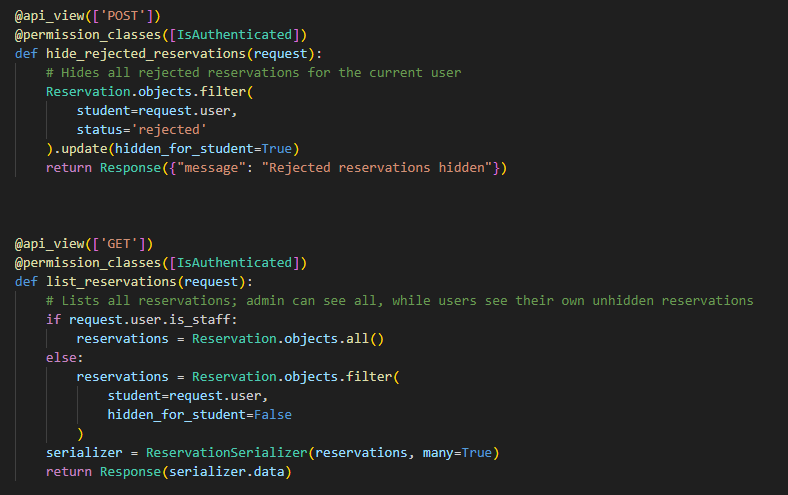 @api_view(['POST'])
@permission_classes([IsAuthenticated])
def hide_rejected_reservations(request):
    # Hides all rejected reservations for the current user
    Reservation.objects.filter(
        student=request.user,
        status='rejected'
    ).update(hidden_for_student=True)
    return Response({"message": "Rejected reservations hidden"})

@api_view(['GET'])
@permission_classes([IsAuthenticated])
def list_reservations(request):
    # Lists all reservations; admin can see all, while users see their own unhidden reservations
    if request.user.is_staff:
        reservations = Reservation.objects.all()
    else:
        reservations = Reservation.objects.filter(
            student=request.user,
            hidden_for_student=False
        )
    serializer = ReservationSerializer(reservations, many=True)
    return Response(serializer.data)